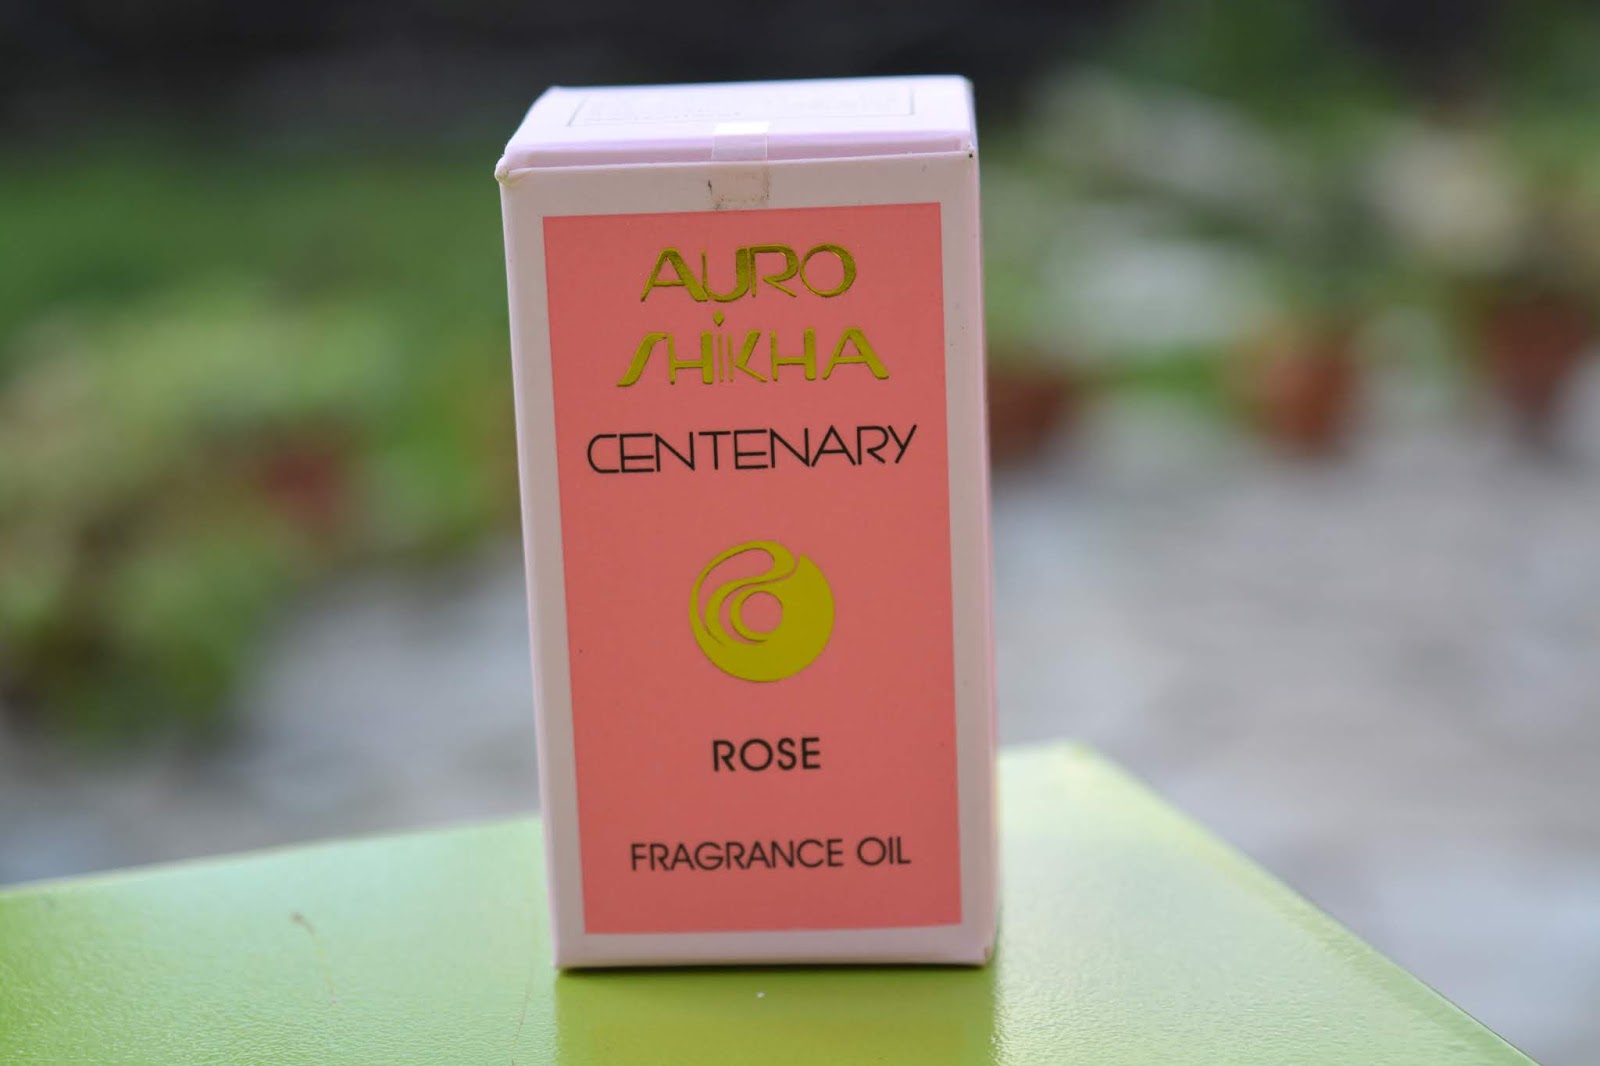 AURO
SHiKHA
CENTENARY
ROSE
FRAGRANCE OIL